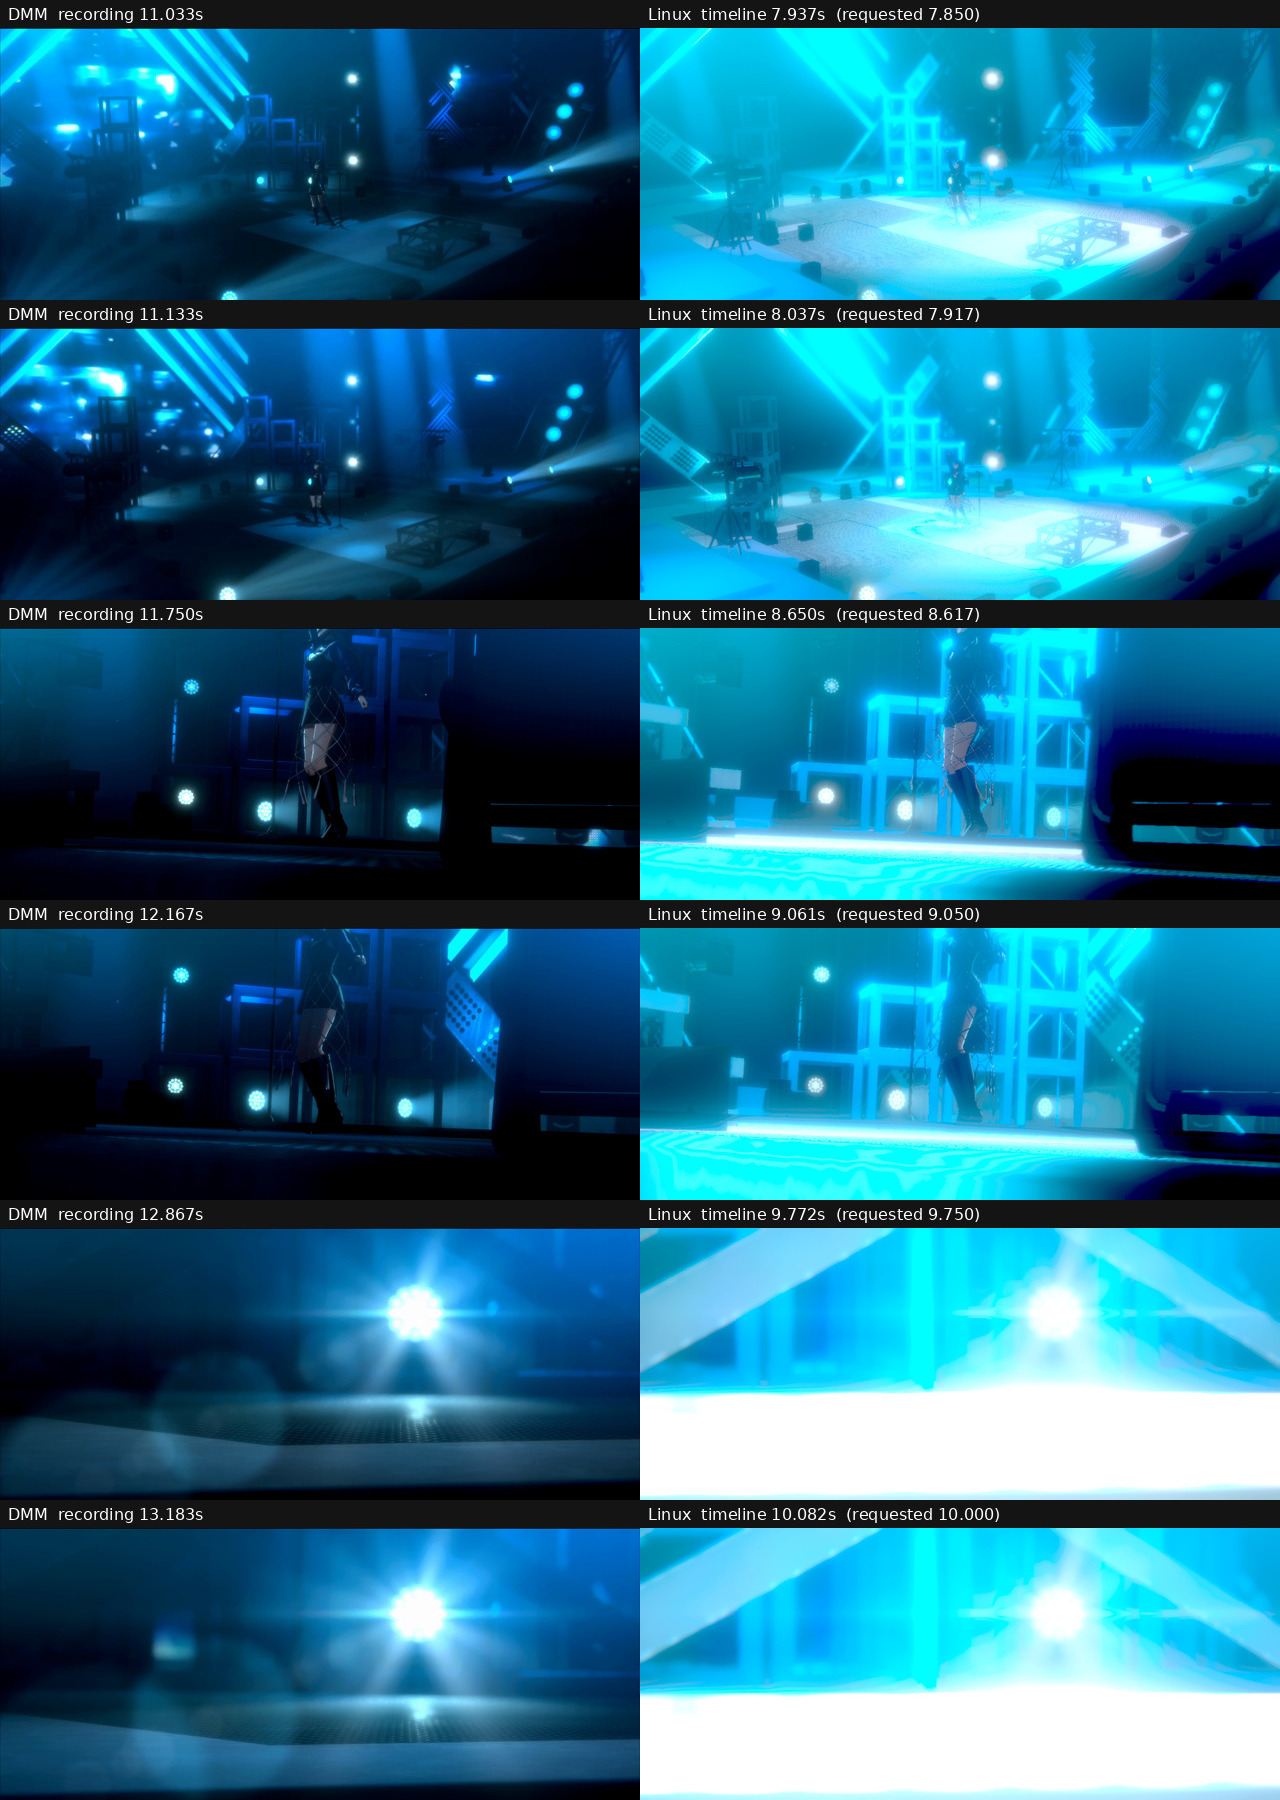 DMM  recording 11.033s
Linux  timeline 7.937s  (requested 7.850)
DMM  recording 11.133s
Linux  timeline 8.037s  (requested 7.917)
DMM  recording 11.750s
Linux  timeline 8.650s  (requested 8.617)
DMM  recording 12.167s
Linux  timeline 9.061s  (requested 9.050)
DMM  recording 12.867s
Linux  timeline 9.772s  (requested 9.750)
DMM  recording 13.183s
Linux  timeline 10.082s  (requested 10.000)